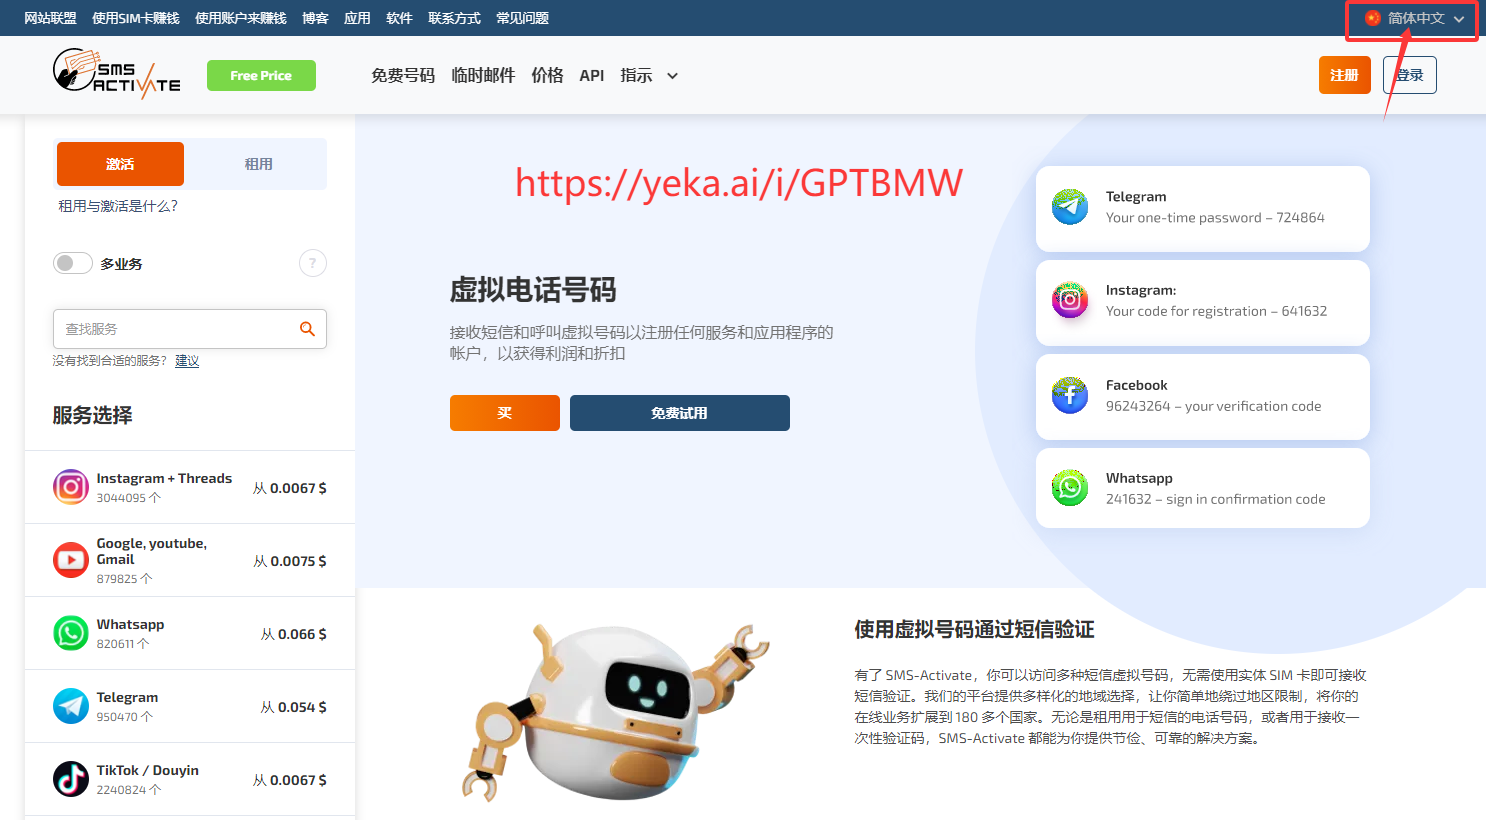 网站联盟 使用SIM卡赚钱 使用账户来赚钱 博客 应用 软件 联系方式 常见问题
简体中文
SMS
ACTIVATE
Free Price
免费号码 临时邮件 价格 API 指示
注册
登录
激活
租用
租用与激活是什么?
多业务
?
查找服务
没有找到合适的服务? 建议
服务选择
Instagram + Threads
3044095 个
从 0.0067 $
Google, youtube,
Gmail
879825 个
从 0.0075 $
Whatsapp
820611 个
从 0.066 $
Telegram
950470 个
从 0.054 $
TikTok / Douyin
2240824 个
从 0.0067 $
https://yeka.ai/i/GPTBMW
虚拟电话号码
接收短信和呼叫虚拟号码以注册任何服务和应用程序的
帐户，以获得利润和折扣
买
免费试用
Telegram
Your one-time password – 724864
Instagram:
Your code for registration – 641632
Facebook
96243264 – your verification code
Whatsapp
241632 – sign in confirmation code
使用虚拟号码通过短信验证
有了 SMS-Activate，你可以访问多种短信虚拟号码，无需使用实体 SIM 卡即可接收
短信验证。我们的平台提供多样化的地域选择，让你简单地绕过地区限制，将你的
在线业务扩展到 180 多个国家。无论是租用用于短信的电话号码，或者用于接收一
次性验证码，SMS-Activate 都能为你提供节俭、可靠的解决方案。